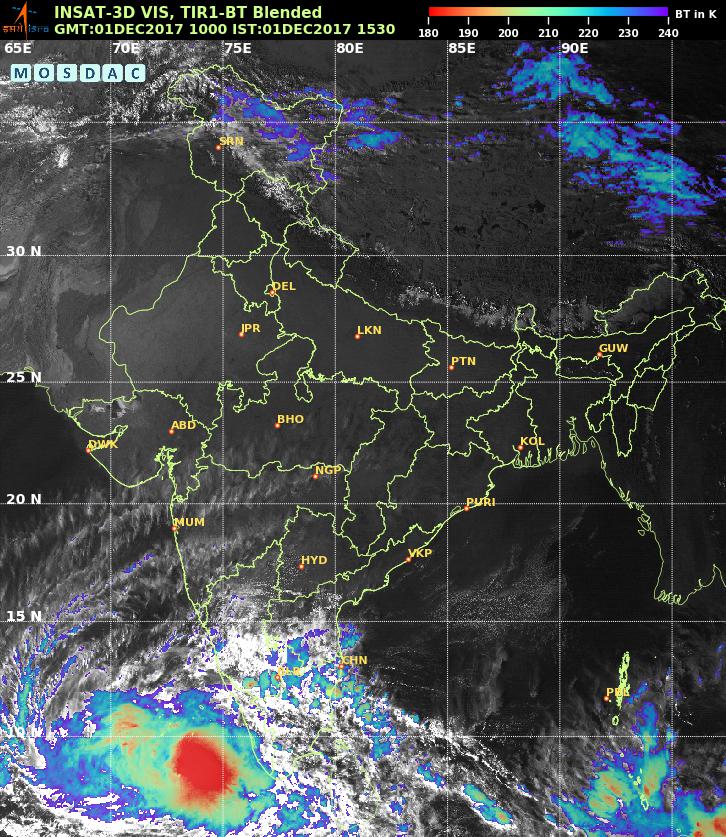 INSAT-3D VIS, TIR1-BT Blended
GMT:01DEC2017 1000 IST:01DEC2017 1530
BT in K
180 190 200 210 220 230 240
65E 70E 75E 80E 85E 90E
MOSDAC
SRN
30 N
DEL
JPR LKN
GUW
PTN
25 N
BHO
ABD
DWK KOL
NGP
20 N
PURI
MUM
VKP
HYD
15 N
CHN